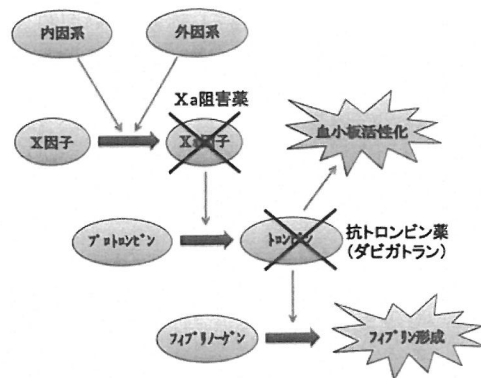 内因系
外因系
Xa阻害薬
X因子
Xa因子
血小板活性化
プロトロンビン
トロンビン
抗トロンビン薬
(ダビガトラン)
フィブリノーゲン
フィブリン形成